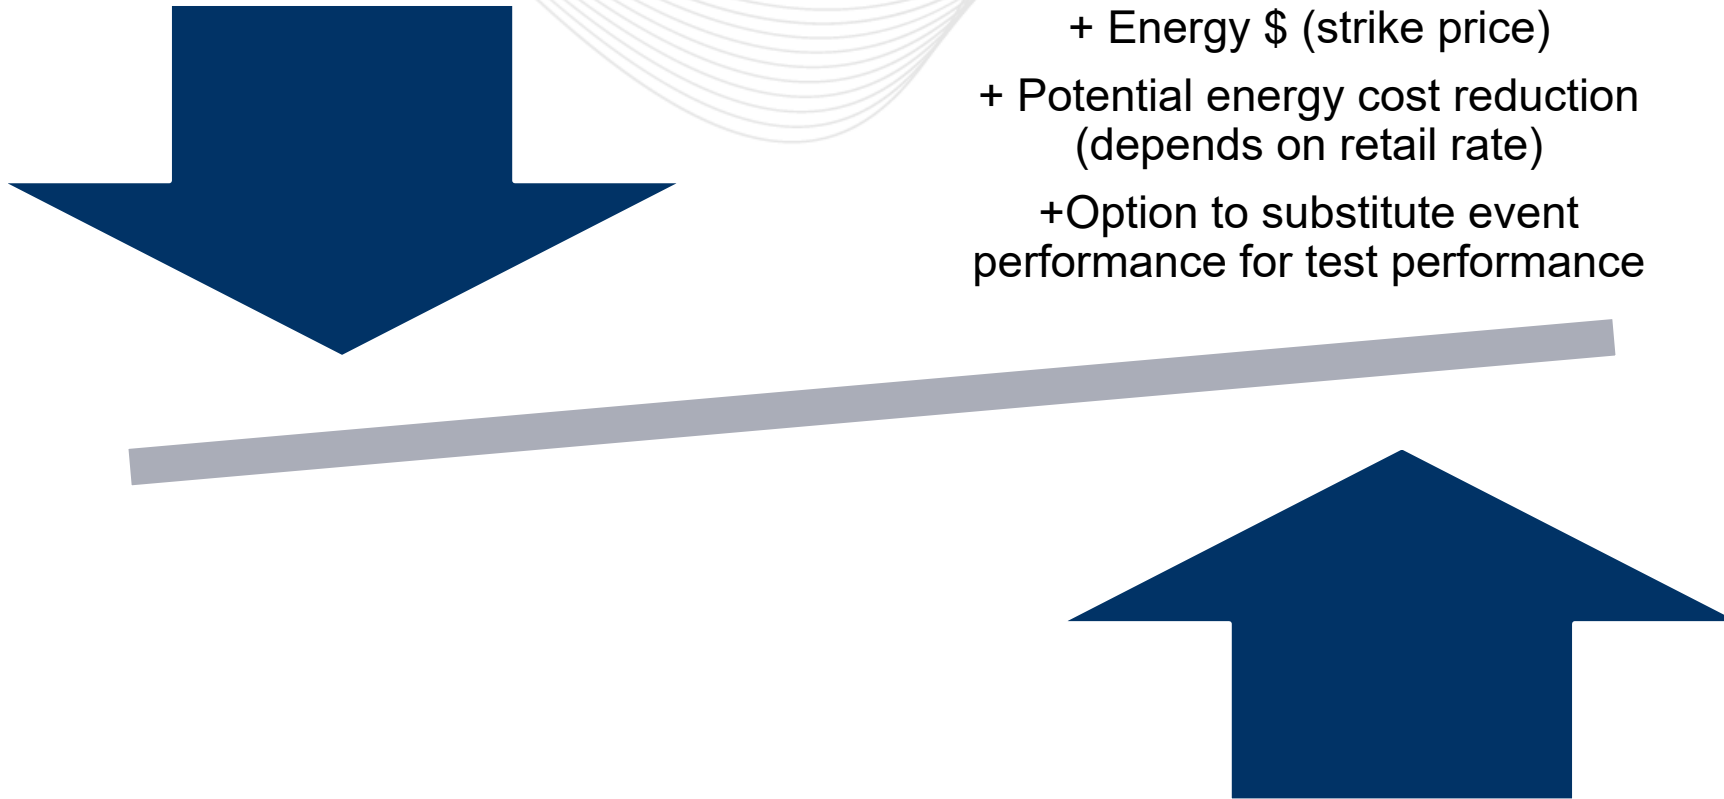 + Energy $ (strike price)
+ Potential energy cost reduction
(depends on retail rate)
+Option to substitute event
performance for test performance